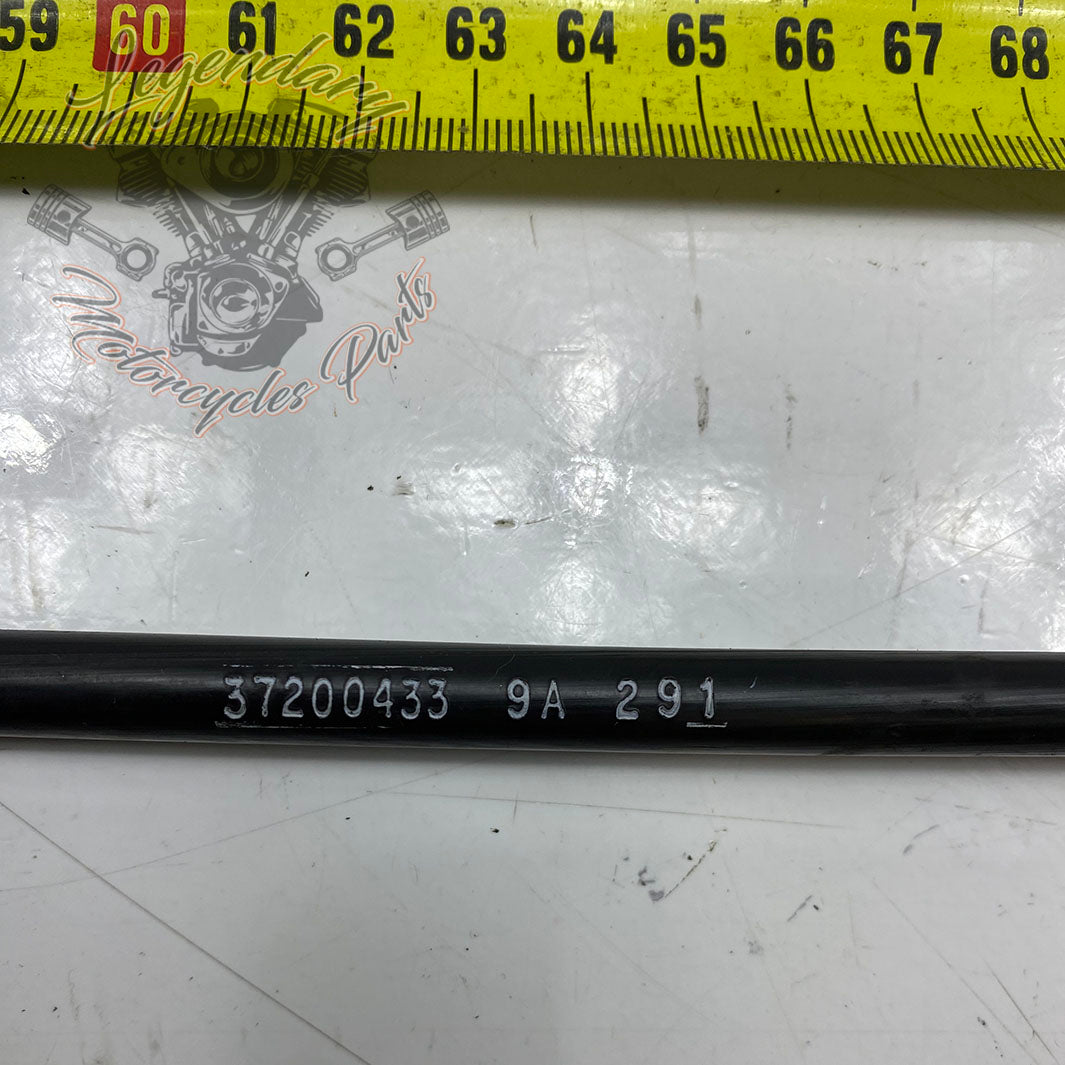 59 60 61 62 63 64 65 66 67 68
Legendary
Motorcycles Parts
37200433 9A 291